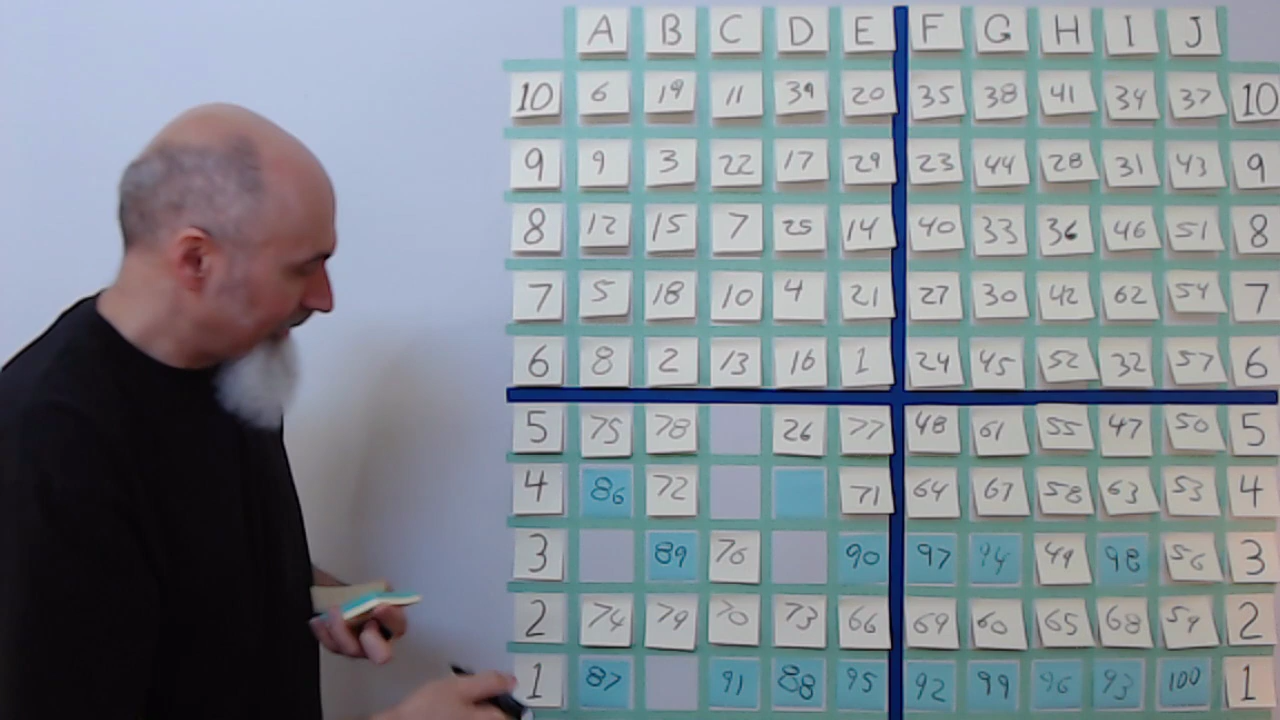 A B C D E F G H I J
10 6 19 11 39 20 35 38 41 34 37 10
9 9 3 22 17 29 23 44 28 31 43 9
8 12 15 7 25 14 40 33 36 46 51 8
7 5 18 10 4 21 27 30 42 62 54 7
6 8 2 13 16 1 24 45 52 32 57 6
5 75 78 26 77 48 61 55 47 50 5
4 86 72 71 64 67 58 63 53 4
3 89 76 90 97 94 49 98 56 3
2 74 79 70 73 66 69 60 65 68 59 2
1 87 91 88 95 92 99 96 93 100 1